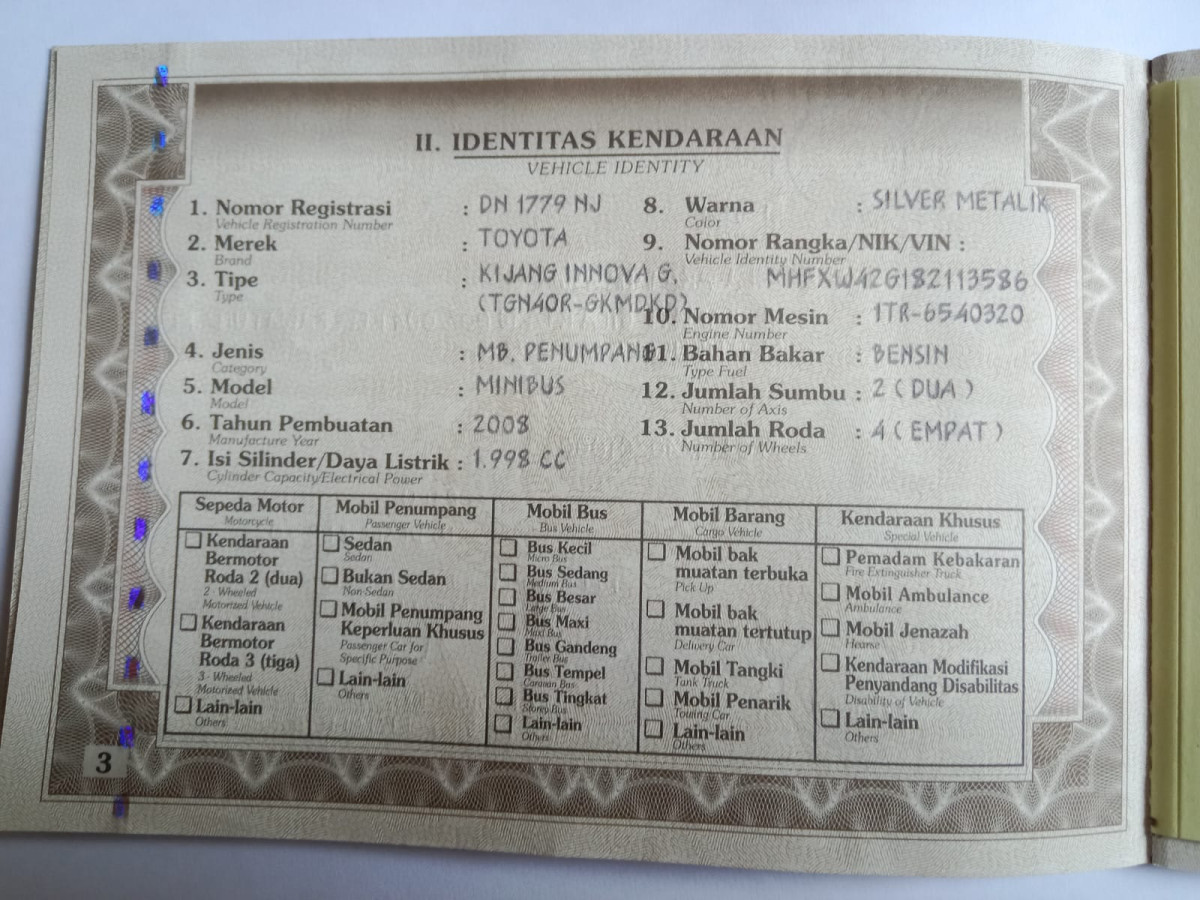 II. IDENTITAS KENDARAAN
VEHICLE IDENTITY
1. Nomor Registrasi : DN 1779 NJ
Vehicle Registration Number
2. Merek : TOYOTA
Brand
3. Tipe : KIJANG INNOVA G.
Type
(TGN40R-GKMDKD)
4. Jenis : MB. PENUMPANG
Category
5. Model : MINIBUS
Model
6. Tahun Pembuatan : 2008
Manufacture Year
7. Isi Silinder/Daya Listrik : 1.998 CC
Cylinder Capacity/Electrical Power
8. Warna : SILVER METALIK
Color
9. Nomor Rangka/NIK/VIN :
Vehicle Identity Number
MHFXW42G182113586
10. Nomor Mesin : 1TR-6540320
Engine Number
11. Bahan Bakar : BENSIN
Type Fuel
12. Jumlah Sumbu : 2 ( DUA )
Number of Axis
13. Jumlah Roda : 4 ( EMPAT )
Number of Wheels
Sepeda Motor
Motorcycle
Kendaraan
Bermotor
Roda 2 (dua)
2 - Wheeled
Motorized Vehicle
Kendaraan
Bermotor
Roda 3 (tiga)
3 - Wheeled
Motorized Vehicle
Lain-lain
Others
Mobil Penumpang
Passenger Vehicle
Sedan
Sedan
Bukan Sedan
Non-Sedan
Mobil Penumpang
Keperluan Khusus
Passenger Car for
Specific Purpose
Lain-lain
Others
Mobil Bus
Bus Vehicle
Bus Kecil
Micro Bus
Bus Sedang
Medium Bus
Bus Besar
Large Bus
Bus Maxi
Maxi Bus
Bus Gandeng
Trailer Bus
Bus Tempel
Caravan Bus
Bus Tingkat
Storey Bus
Lain-lain
Others
Mobil Barang
Cargo Vehicle
Mobil bak
muatan terbuka
Pick Up
Mobil bak
muatan tertutup
Delivery Car
Mobil Tangki
Tank Truck
Mobil Penarik
Towing Car
Lain-lain
Others
Kendaraan Khusus
Special Vehicle
Pemadam Kebakaran
Fire Extinguisher Truck
Mobil Ambulance
Ambulance
Mobil Jenazah
Hearse
Kendaraan Modifikasi
Penyandang Disabilitas
Disability of Vehicle
Lain-lain
Others
3